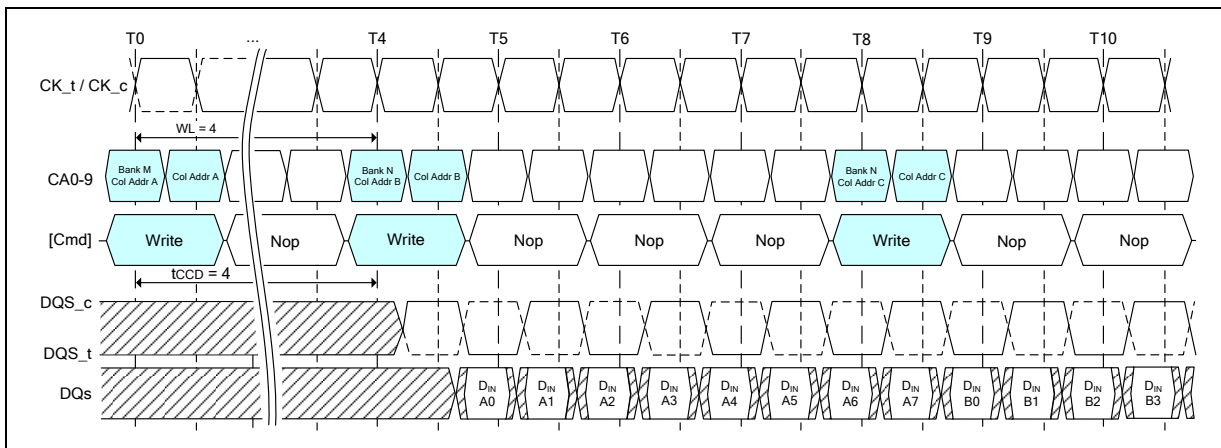 T0 ... T4 T5 T6 T7 T8 T9 T10
CK_t / CK_c
WL = 4
CA0-9
Bank M
Col Addr A
Col Addr A
Bank N
Col Addr B
Col Addr B
Bank N
Col Addr C
Col Addr C
[Cmd] Write Nop Write Nop Nop Nop Write Nop Nop
tCCD = 4
DQS_c
DQS_t
DQs
DIN
A0
DIN
A1
DIN
A2
DIN
A3
DIN
A4
DIN
A5
DIN
A6
DIN
A7
DIN
B0
DIN
B1
DIN
B2
DIN
B3